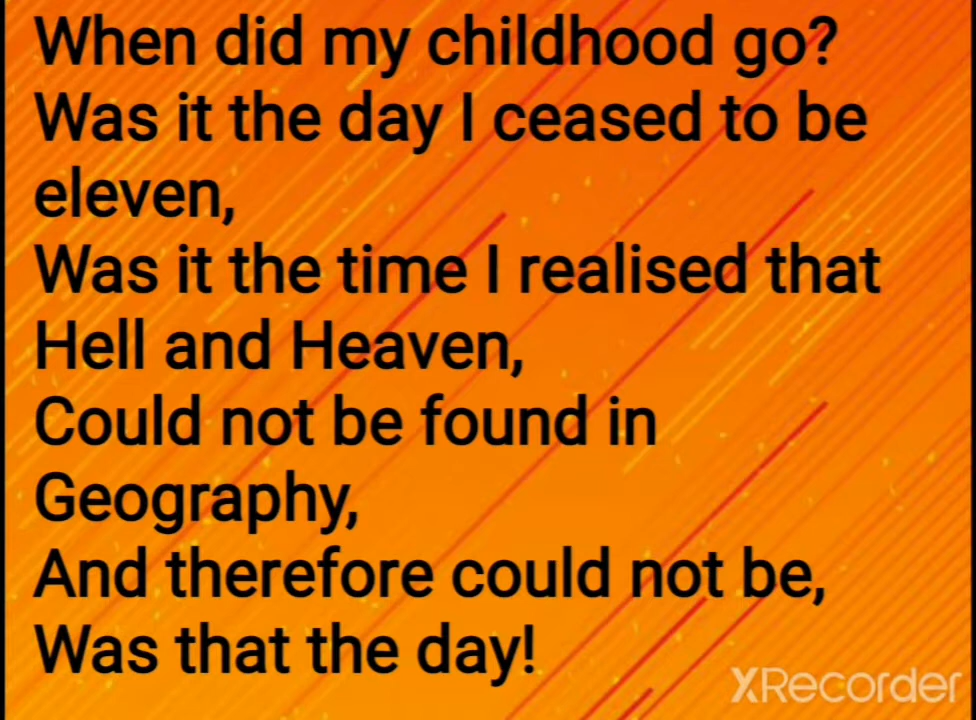 When did my childhood go?
Was it the day I ceased to be
eleven,
Was it the time I realised that
Hell and Heaven,
Could not be found in
Geography,
And therefore could not be,
Was that the day!
XRecorder